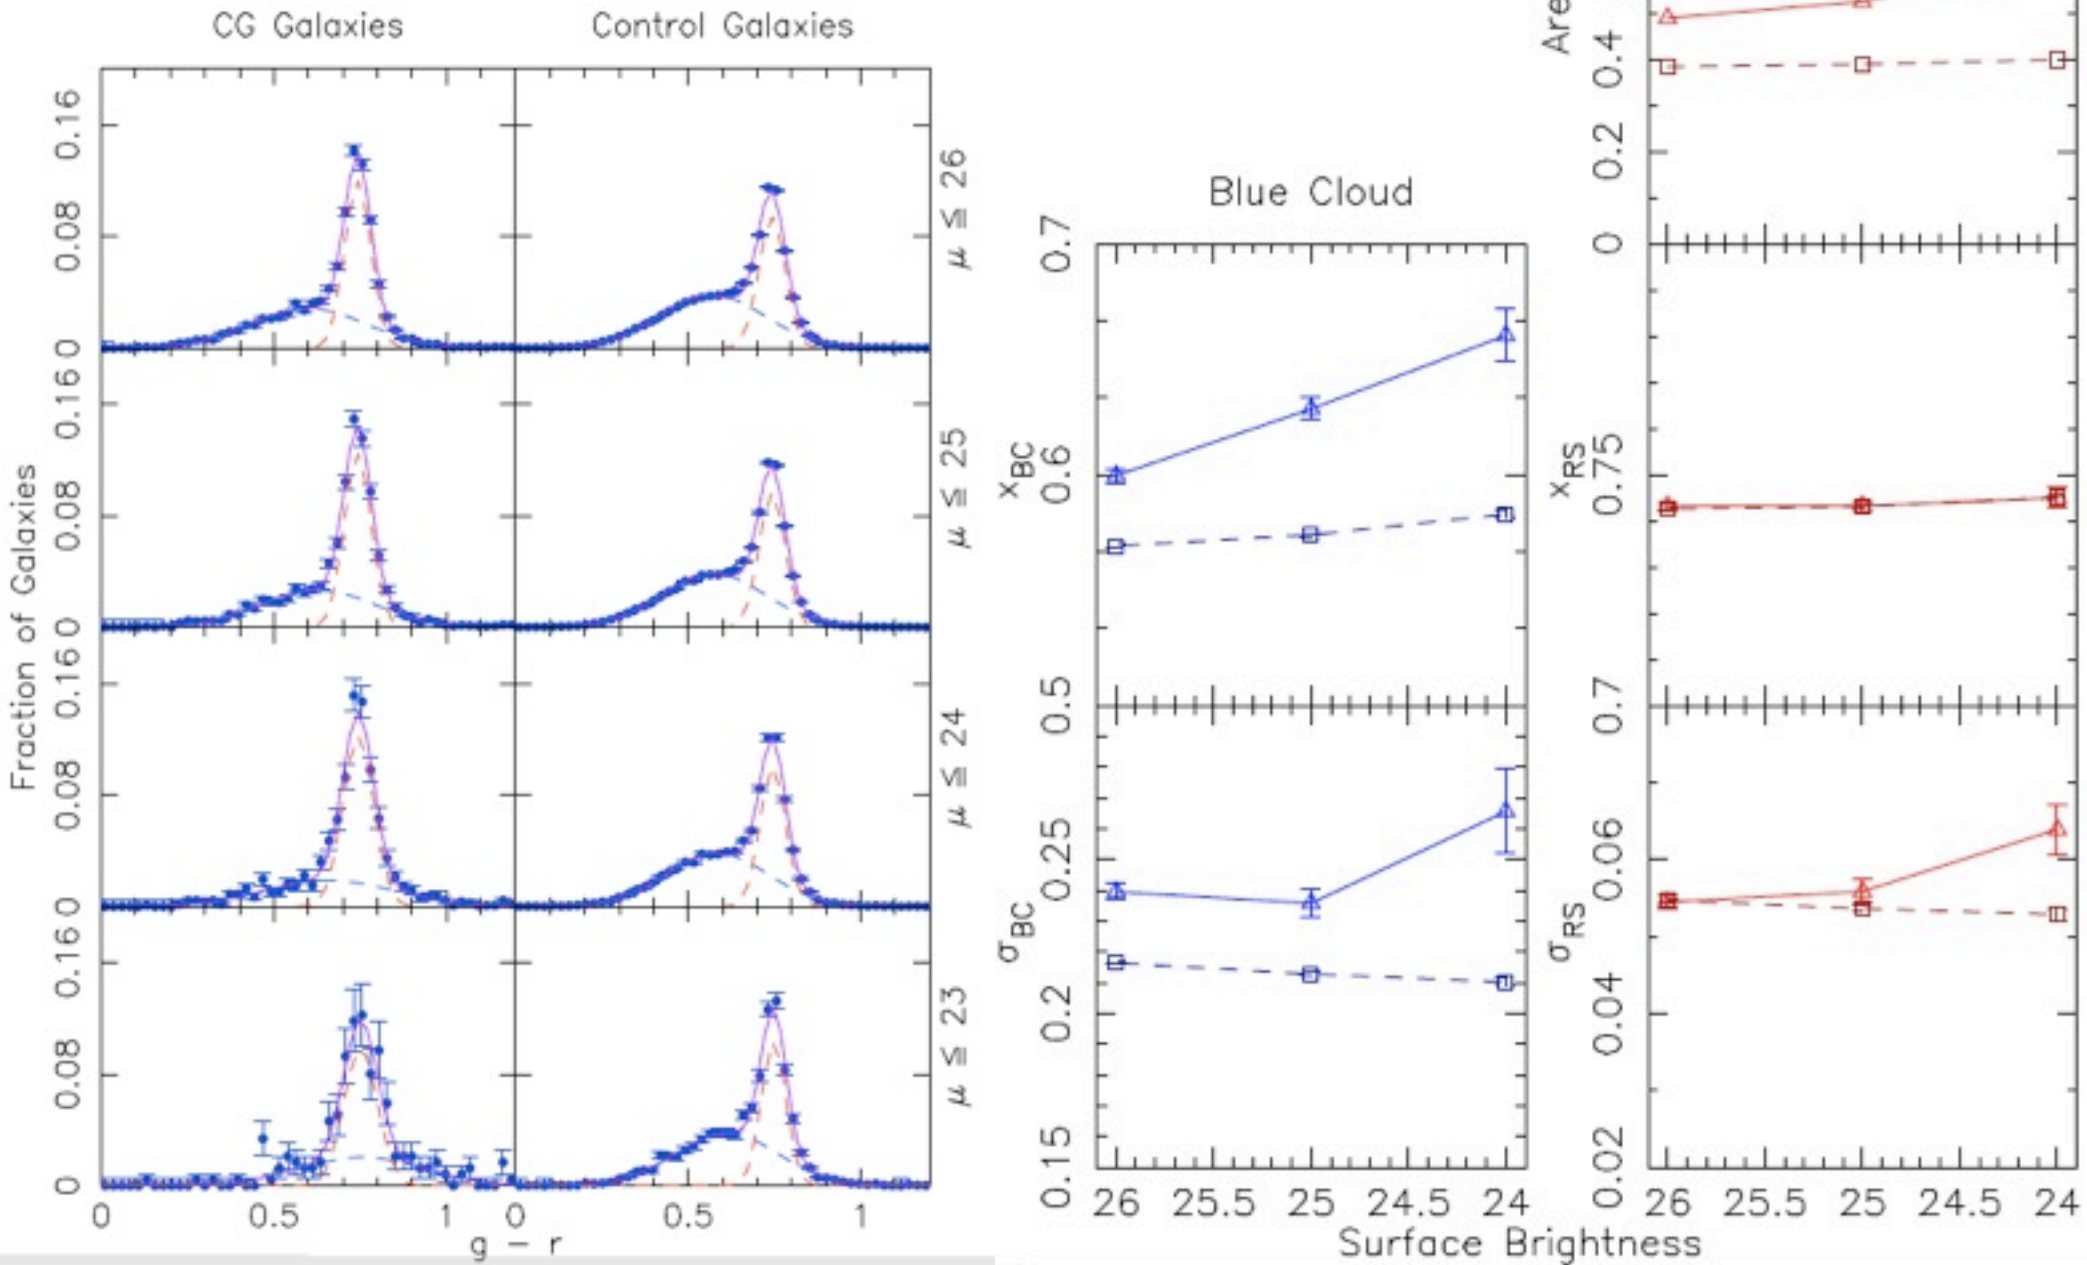 CG Galaxies
Control Galaxies
Fraction of Galaxies
0.16
0.08
0
μ ≤ 26
0.16
0.08
0
μ ≤ 25
0.16
0.08
0
μ ≤ 24
0.16
0.08
0
μ ≤ 23
0 0.5 1 0 0.5 1
g − r
Blue Cloud
x_BC
0.7
0.6
0.5
σ_BC
0.25
0.2
0.15
26 25.5 25 24.5 24
Are
0.4
0.2
0
x_RS
0.75
0.7
σ_RS
0.06
0.04
0.02
26 25.5 25 24.5 24
Surface Brightness